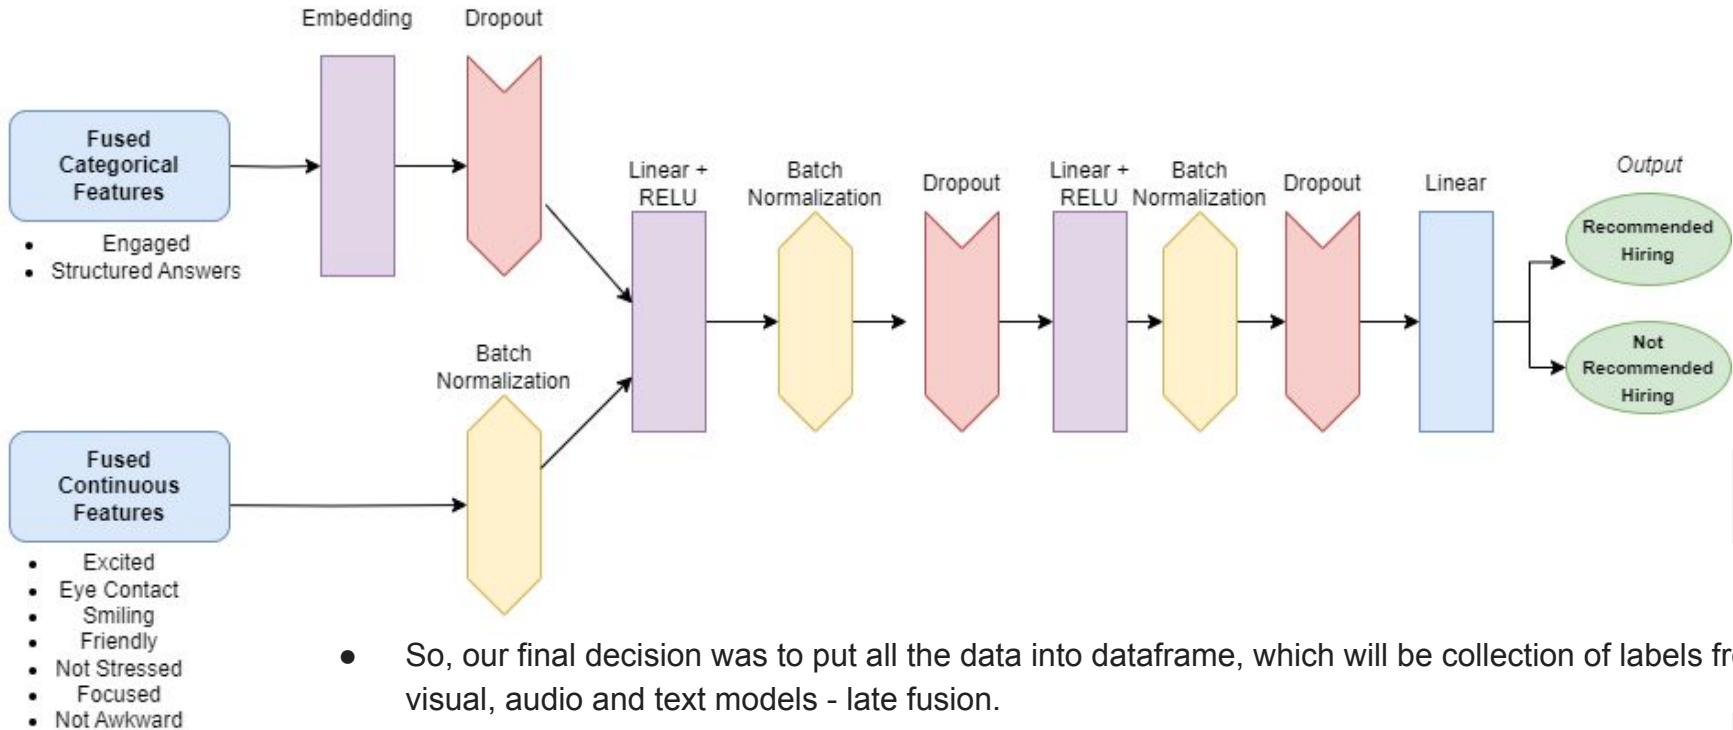 Embedding
Dropout
Fused
Categorical
Features
• Engaged
• Structured Answers
Linear +
RELU
Batch
Normalization
Dropout
Linear +
RELU
Batch
Normalization
Dropout
Linear
Output
Recommended
Hiring
Not
Recommended
Hiring
Batch
Normalization
Fused
Continuous
Features
• Excited
• Eye Contact
• Smiling
• Friendly
• Not Stressed
• Focused
• Not Awkward
● So, our final decision was to put all the data into dataframe, which will be collection of labels
visual, audio and text models - late fusion.